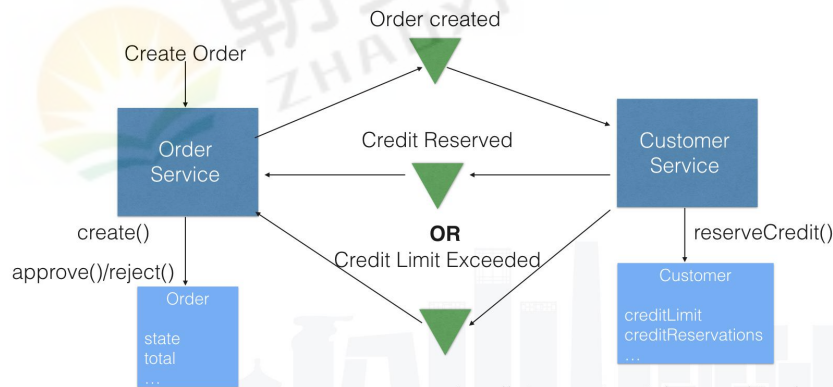 Order created
Create Order
Order
Service
Credit Reserved
Customer
Service
create()
OR
reserveCredit()
Credit Limit Exceeded
approve()/reject()
Order
state
total
...
Customer
creditLimit
creditReservations
...